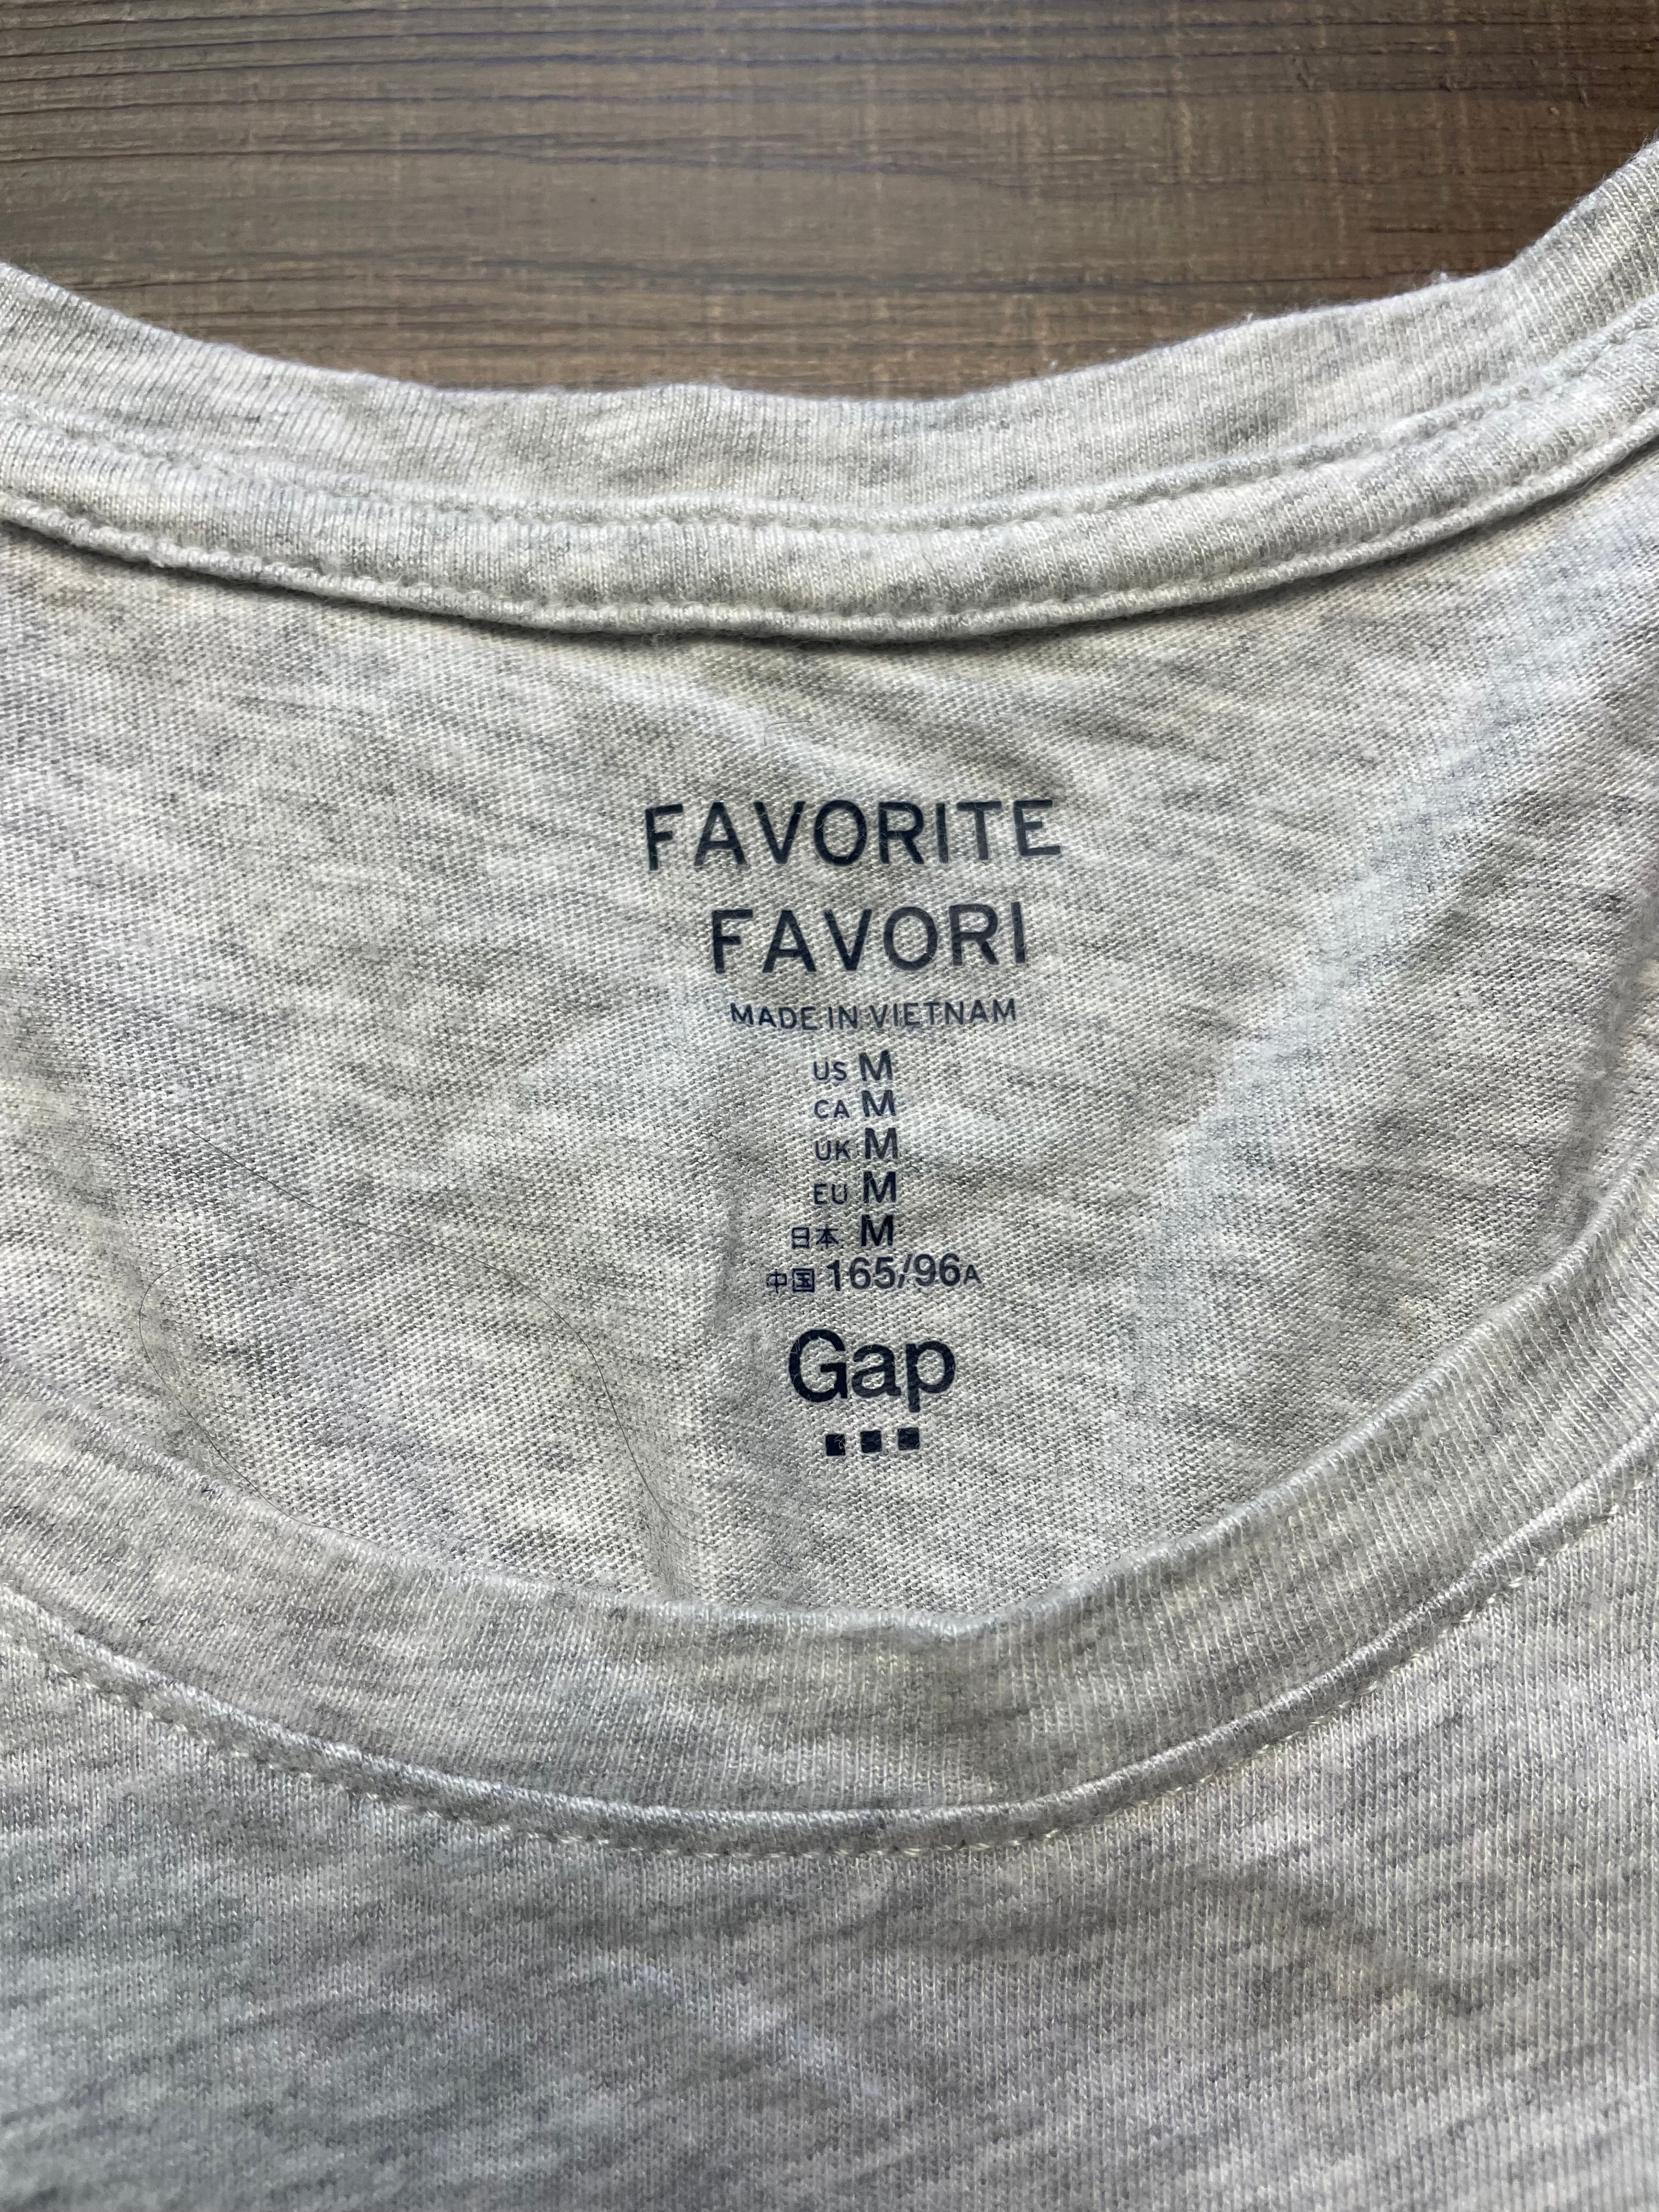 FAVORITE
FAVORI
MADE IN VIETNAM
US M
CA M
UK M
EU M
日本 M
中国 165/96A
Gap